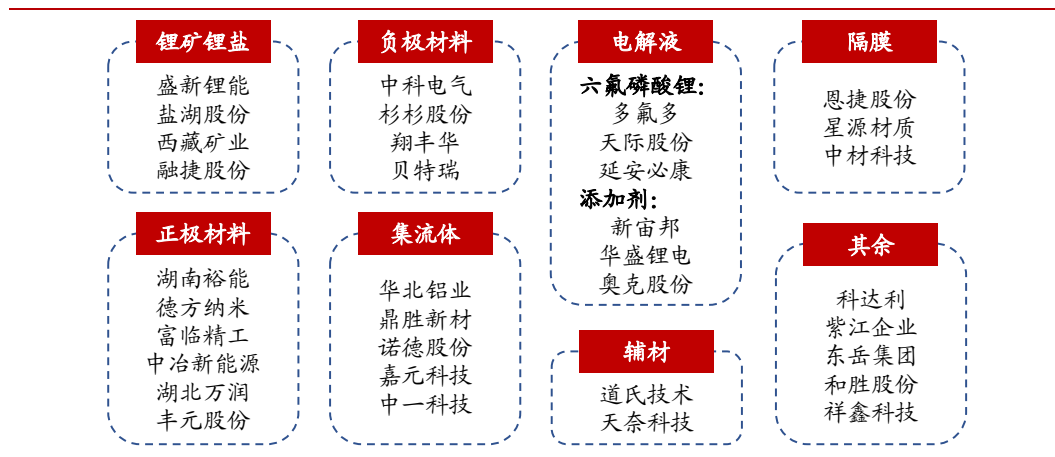 锂矿锂盐
盛新锂能
盐湖股份
西藏矿业
融捷股份
负极材料
中科电气
杉杉股份
翔丰华
贝特瑞
电解液
六氟磷酸锂:
多氟多
天际股份
延安必康
添加剂:
新宙邦
华盛锂电
奥克股份
隔膜
恩捷股份
星源材质
中材科技
正极材料
湖南裕能
德方纳米
富临精工
中冶新能源
湖北万润
丰元股份
集流体
华北铝业
鼎胜新材
诺德股份
嘉元科技
中一科技
辅材
道氏技术
天奈科技
其余
科达利
紫江企业
东岳集团
和胜股份
祥鑫科技